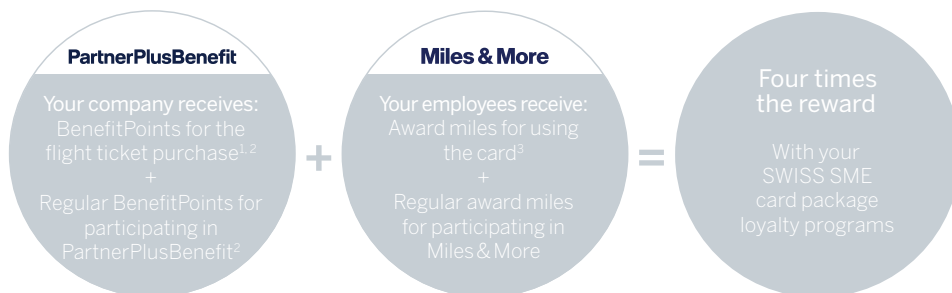 PartnerPlusBenefit
Your company receives:
BenefitPoints for the
flight ticket purchase1, 2
+
Regular BenefitPoints for
participating in
PartnerPlusBenefit2
+
Miles & More
Your employees receive:
Award miles for using
the card3
+
Regular award miles
for participating in
Miles & More
=
Four times
the reward
With your
SWISS SME
card package
loyalty programs